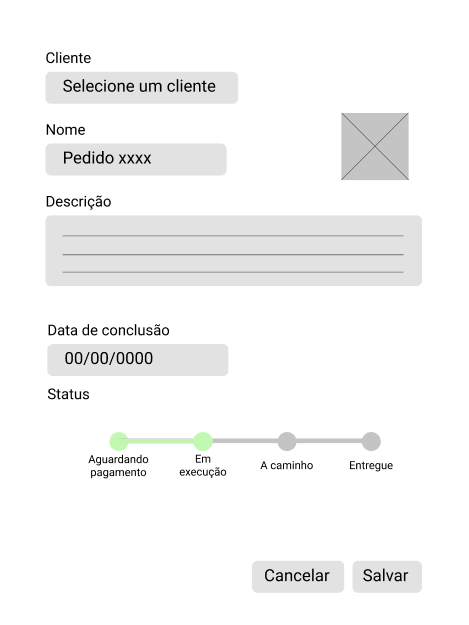 Cliente
Selecione um cliente
Nome
Pedido xxxx
Descrição
Data de conclusão
00/00/0000
Status
Aguardando
pagamento
Em
execução
A caminho
Entregue
Cancelar
Salvar